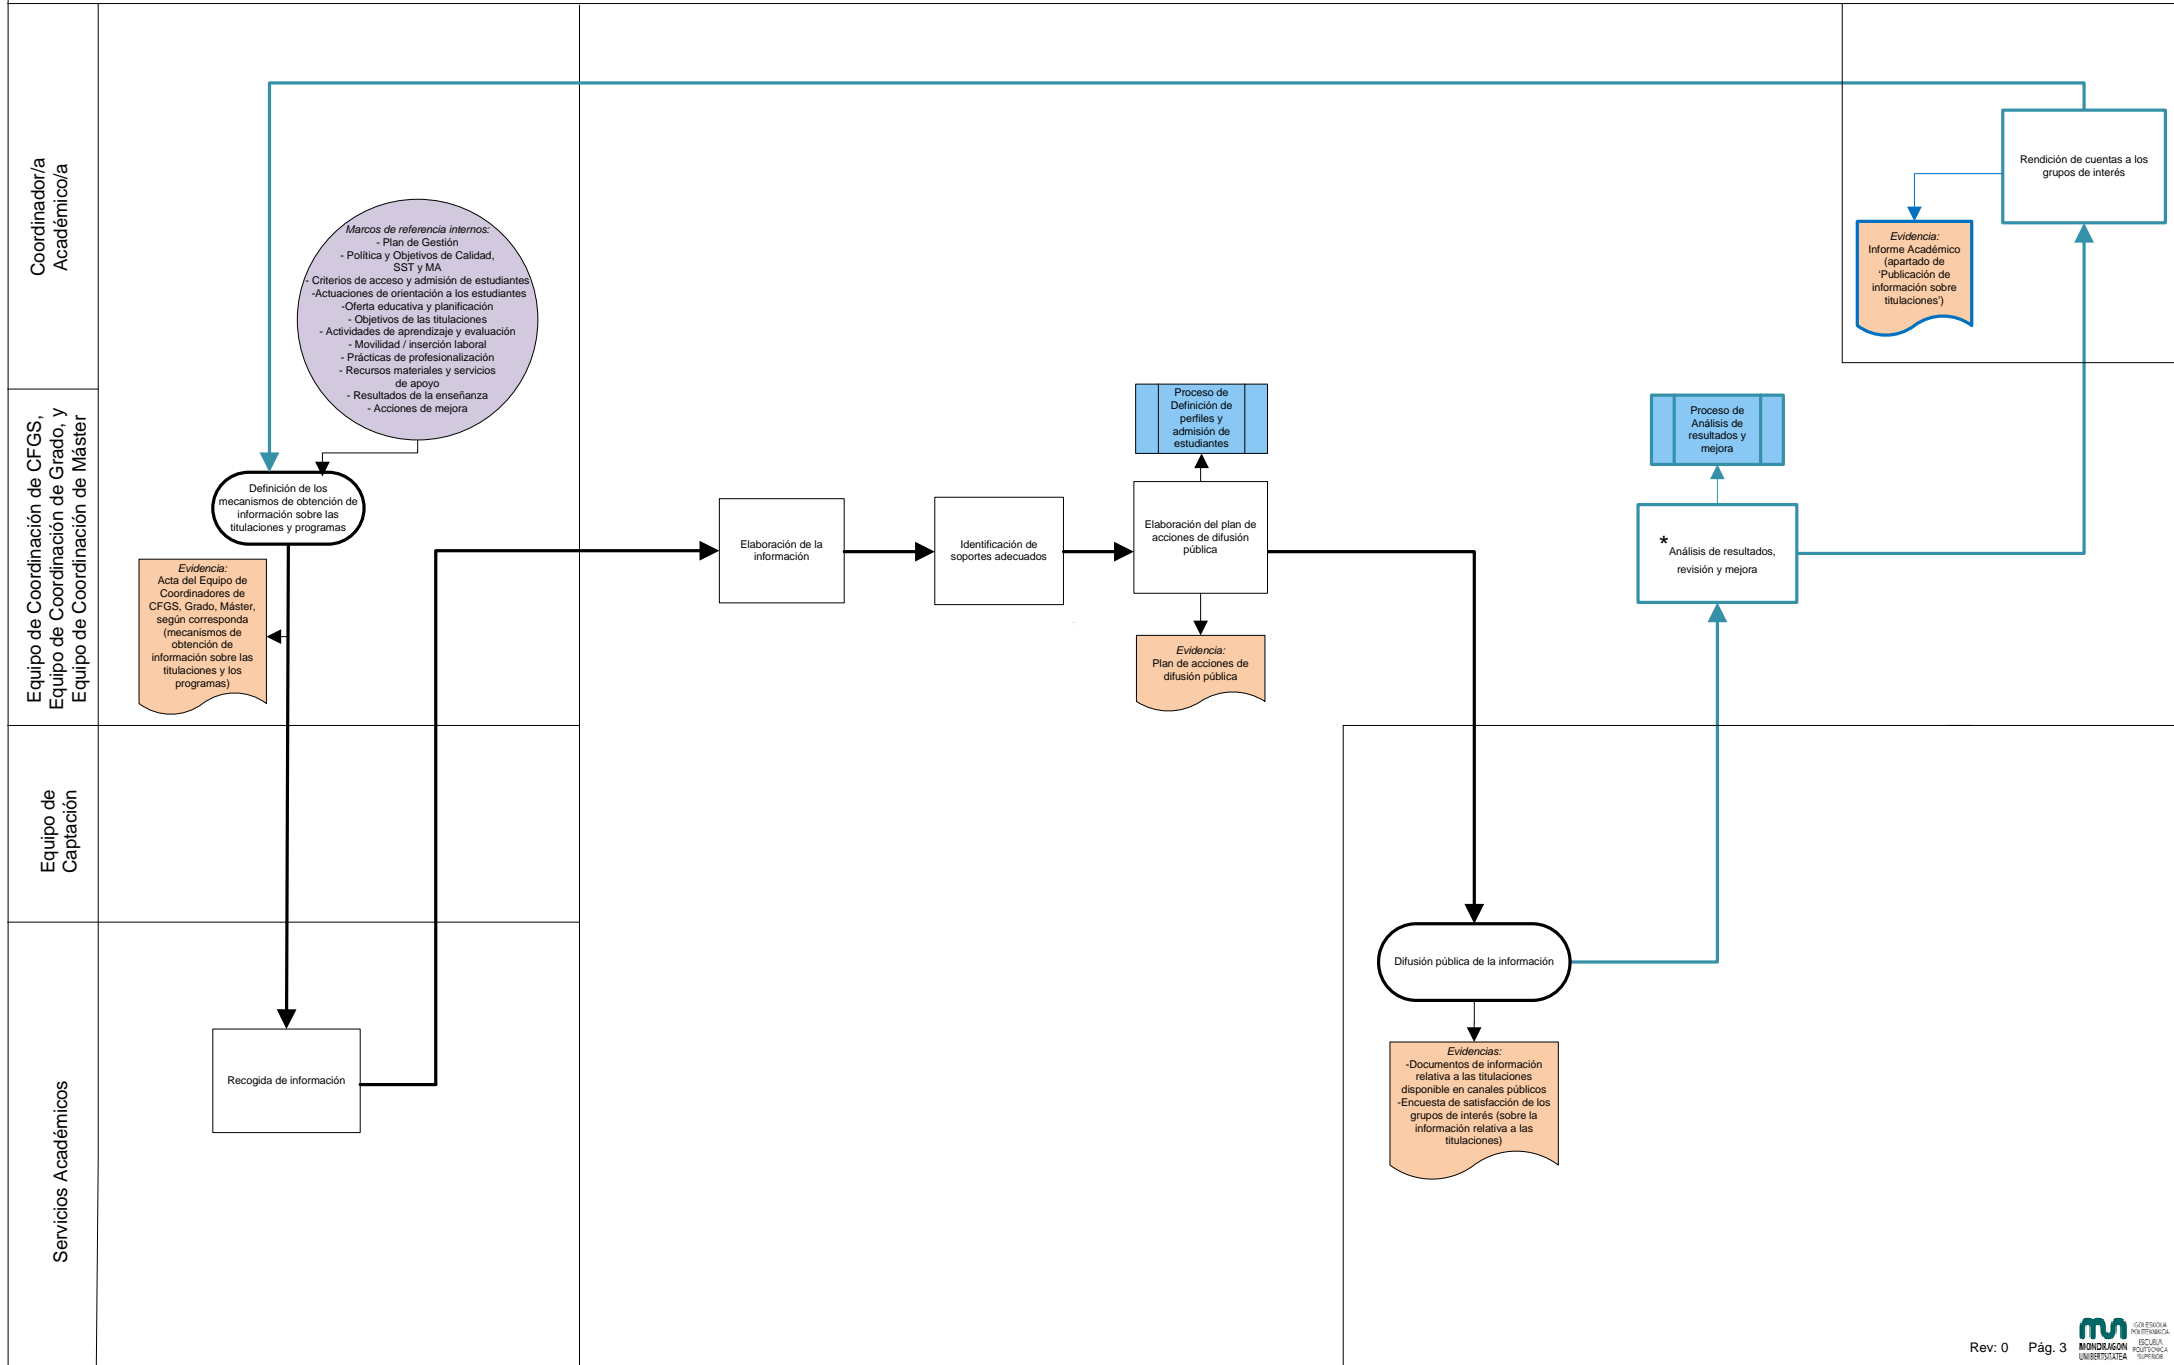 Coordinador/a
Académico/a
Marcos de referencia internos:
- Plan de Gestión
- Política y Objetivos de Calidad,
SST y MA
- Criterios de acceso y admisión de estudiantes
-Actuaciones de orientación a los estudiantes
-Oferta educativa y planificación
- Objetivos de las titulaciones
- Actividades de aprendizaje y evaluación
- Movilidad / inserción laboral
- Prácticas de profesionalización
- Recursos materiales y servicios
de apoyo
- Resultados de la enseñanza
- Acciones de mejora
Rendición de cuentas a los
grupos de interés
Evidencia:
Informe Académico
(apartado de
‘Publicación de
información sobre
titulaciones’)
Equipo de Coordinación de CFGS,
Equipo de Coordinación de Grado, y
Equipo de Coordinación de Máster
Definición de los
mecanismos de obtención de
información sobre las
titulaciones y programas
Evidencia:
Acta del Equipo de
Coordinadores de
CFGS, Grado, Máster,
según corresponda
(mecanismos de
obtención de
información sobre las
titulaciones y los
programas)
Elaboración de la
información
Identificación de
soportes adecuados
Proceso de
Definición de
perfiles y
admisión de
estudiantes
Elaboración del plan de
acciones de difusión
pública
Evidencia:
Plan de acciones de
difusión pública
Proceso de
Análisis de
resultados y
mejora
*Análisis de resultados,
revisión y mejora
Equipo de
Captación
Servicios Académicos
Recogida de información
Difusión pública de la información
Evidencias:
-Documentos de información
relativa a las titulaciones
disponible en canales públicos
-Encuesta de satisfacción de los
grupos de interés (sobre la
información relativa a las
titulaciones)
Rev: 0 Pág. 3
MONDRAGON
UNIBERTSITATEA
GOI ESKOLA
POLITEKNIKOA
ESCUELA
POLITÉCNICA
SUPERIOR